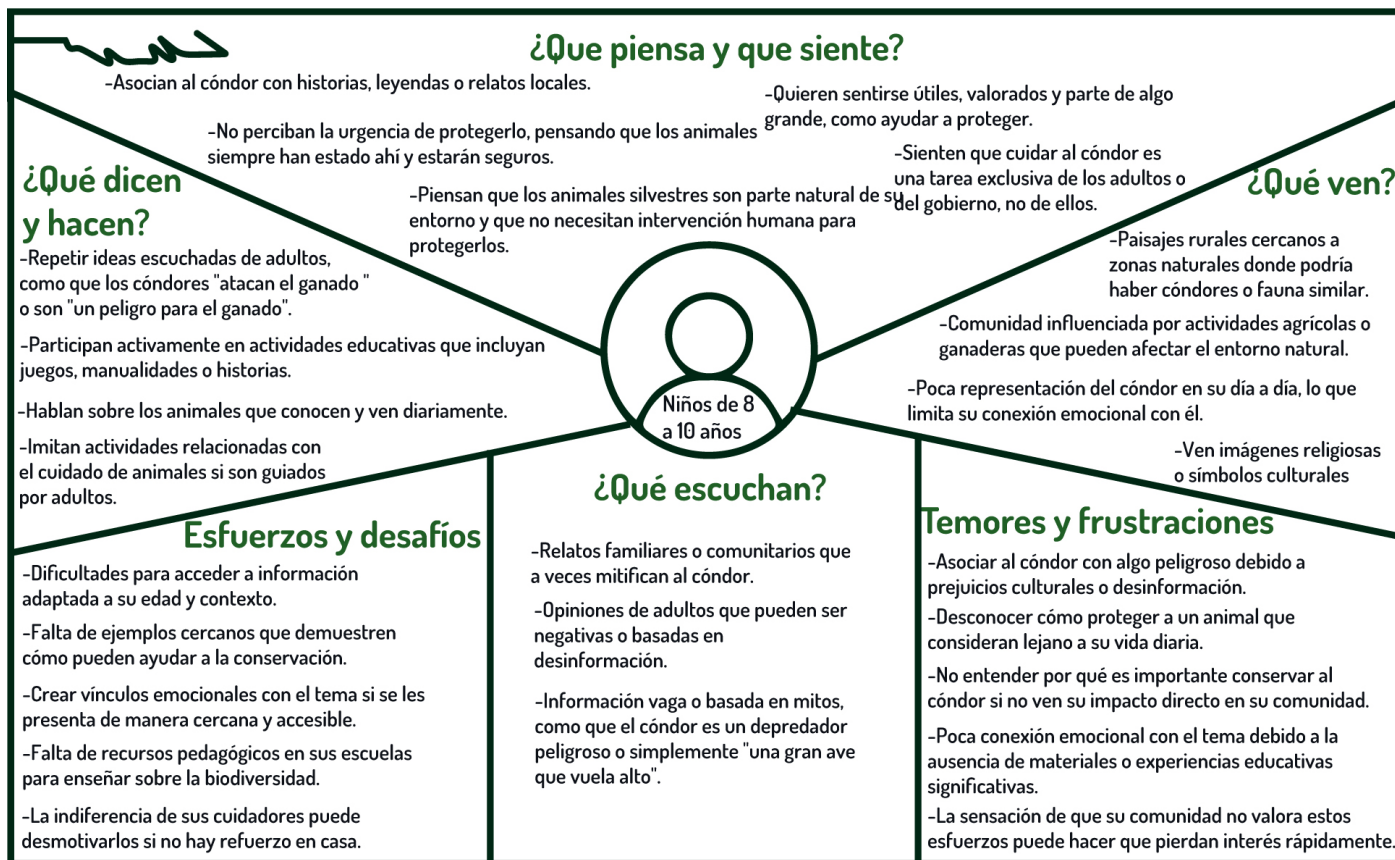 ¿Que piensa y que siente?
-Asocian al cóndor con historias, leyendas o relatos locales.
-No perciban la urgencia de protegerlo, pensando que los animales
siempre han estado ahí y estarán seguros.
-Piensan que los animales silvestres son parte natural de su
entorno y que no necesitan intervención humana para
protegerlos.
-Quieren sentirse útiles, valorados y parte de algo
grande, como ayudar a proteger.
-Sienten que cuidar al cóndor es
una tarea exclusiva de los adultos o
del gobierno, no de ellos.
¿Qué dicen
y hacen?
-Repetir ideas escuchadas de adultos,
como que los cóndores "atacan el ganado "
o son "un peligro para el ganado".
-Participan activamente en actividades educativas que incluyan
juegos, manualidades o historias.
-Hablan sobre los animales que conocen y ven diariamente.
-Imitan actividades relacionadas con
el cuidado de animales si son guiados
por adultos.
Niños de 8
a 10 años
¿Qué ven?
-Paisajes rurales cercanos a
zonas naturales donde podría
haber cóndores o fauna similar.
-Comunidad influenciada por actividades agrícolas o
ganaderas que pueden afectar el entorno natural.
-Poca representación del cóndor en su día a día, lo que
limita su conexión emocional con él.
-Ven imágenes religiosas
o símbolos culturales
Esfuerzos y desafíos
-Dificultades para acceder a información
adaptada a su edad y contexto.
-Falta de ejemplos cercanos que demuestren
cómo pueden ayudar a la conservación.
-Crear vínculos emocionales con el tema si se les
presenta de manera cercana y accesible.
-Falta de recursos pedagógicos en sus escuelas
para enseñar sobre la biodiversidad.
-La indiferencia de sus cuidadores puede
desmotivarlos si no hay refuerzo en casa.
¿Qué escuchan?
-Relatos familiares o comunitarios que
a veces mitifican al cóndor.
-Opiniones de adultos que pueden ser
negativas o basadas en
desinformación.
-Información vaga o basada en mitos,
como que el cóndor es un depredador
peligroso o simplemente "una gran ave
que vuela alto".
Temores y frustraciones
-Asociar al cóndor con algo peligroso debido a
prejuicios culturales o desinformación.
-Desconocer cómo proteger a un animal que
consideran lejano a su vida diaria.
-No entender por qué es importante conservar al
cóndor si no ven su impacto directo en su comunidad.
-Poca conexión emocional con el tema debido a la
ausencia de materiales o experiencias educativas
significativas.
-La sensación de que su comunidad no valora estos
esfuerzos puede hacer que pierdan interés rápidamente.